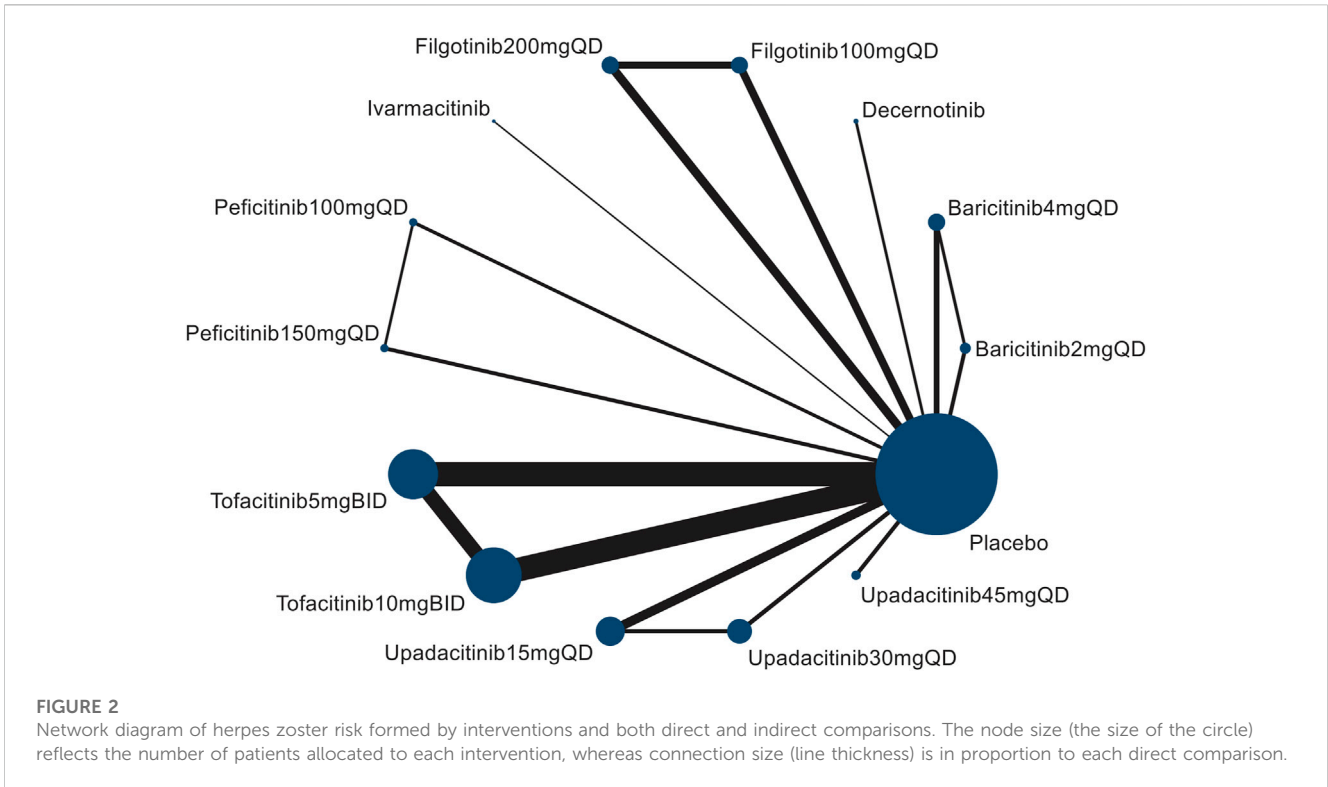 Filgotinib200mgQD
Filgotinib100mgQD
Ivarmacitinib
Decernotinib
Peficitinib100mgQD
Baricitinib4mgQD
Peficitinib150mgQD
Baricitinib2mgQD
Tofacitinib5mgBID
Placebo
Tofacitinib10mgBID
Upadacitinib45mgQD
Upadacitinib15mgQD
Upadacitinib30mgQD
FIGURE 2
Network diagram of herpes zoster risk formed by interventions and both direct and indirect comparisons. The node size (the size of the circle)
reflects the number of patients allocated to each intervention, whereas connection size (line thickness) is in proportion to each direct comparison.